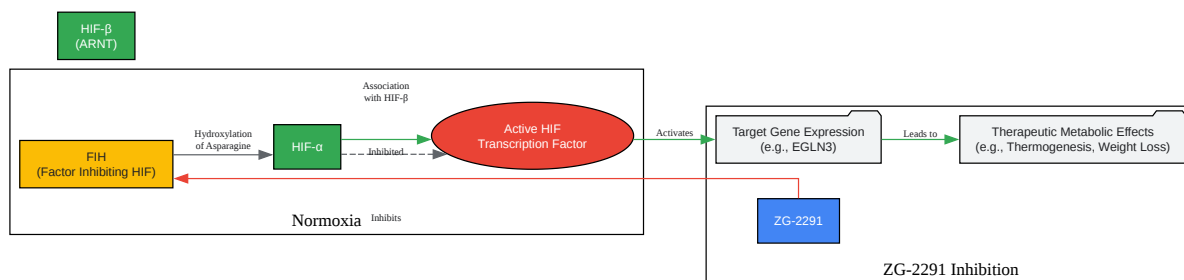 HIF-β
(ARNT)
Association
with HIF-β
Hydroxylation
of Asparagine
FIH
(Factor Inhibiting HIF)
HIF-α
Inhibited
Active HIF
Transcription Factor
Activates
Target Gene Expression
(e.g., EGLN3)
Leads to
Therapeutic Metabolic Effects
(e.g., Thermogenesis, Weight Loss)
Normoxia
Inhibits
ZG-2291
ZG-2291 Inhibition